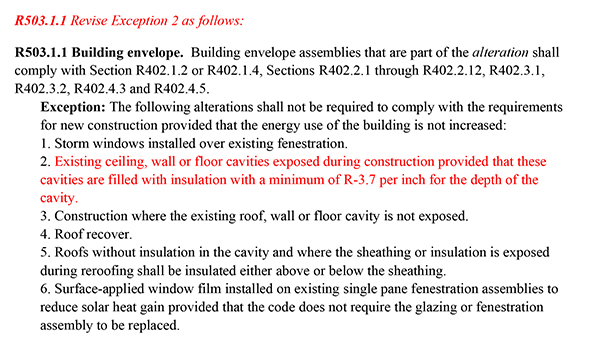 R503.1.1 Revise Exception 2 as follows:
R503.1.1 Building envelope. Building envelope assemblies that are part of the alteration shall
comply with Section R402.1.2 or R402.1.4, Sections R402.2.1 through R402.2.12, R402.3.1,
R402.3.2, R402.4.3 and R402.4.5.
Exception: The following alterations shall not be required to comply with the requirements
for new construction provided that the energy use of the building is not increased:
1. Storm windows installed over existing fenestration.
2. Existing ceiling, wall or floor cavities exposed during construction provided that these
cavities are filled with insulation with a minimum of R-3.7 per inch for the depth of the
cavity.
3. Construction where the existing roof, wall or floor cavity is not exposed.
4. Roof recover.
5. Roofs without insulation in the cavity and where the sheathing or insulation is exposed
during reroofing shall be insulated either above or below the sheathing.
6. Surface-applied window film installed on existing single pane fenestration assemblies to
reduce solar heat gain provided that the code does not require the glazing or fenestration
assembly to be replaced.